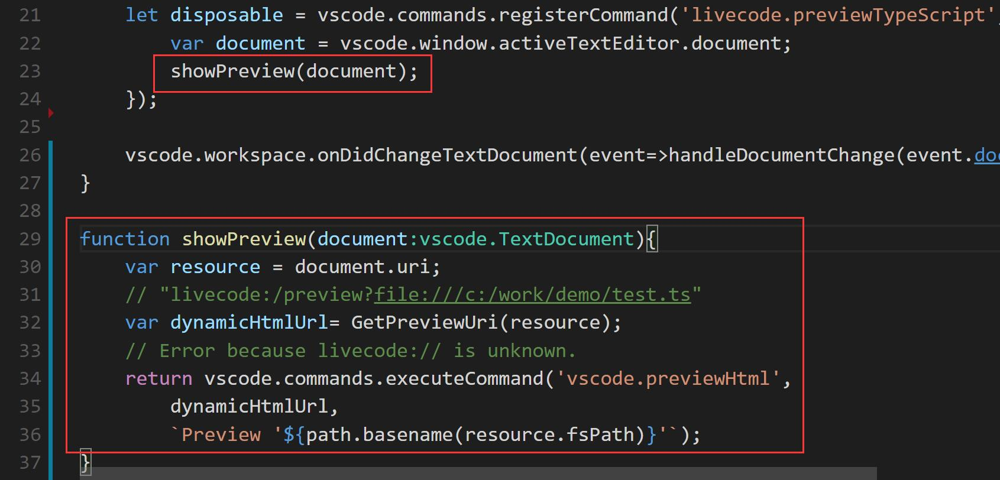 21 let disposable = vscode.commands.registerCommand('livecode.previewTypeScript',
22 var document = vscode.window.activeTextEditor.document;
23 showPreview(document);
24 });
25
26 vscode.workspace.onDidChangeTextDocument(event=>handleDocumentChange(event.doc
27 }
28
29 function showPreview(document:vscode.TextDocument){
30 var resource = document.uri;
31 // "livecode:/preview?file:///c:/work/demo/test.ts"
32 var dynamicHtmlUrl= GetPreviewUri(resource);
33 // Error because livecode:// is unknown.
34 return vscode.commands.executeCommand('vscode.previewHtml',
35 dynamicHtmlUrl,
36 `Preview '${path.basename(resource.fsPath)}'`);
37 }